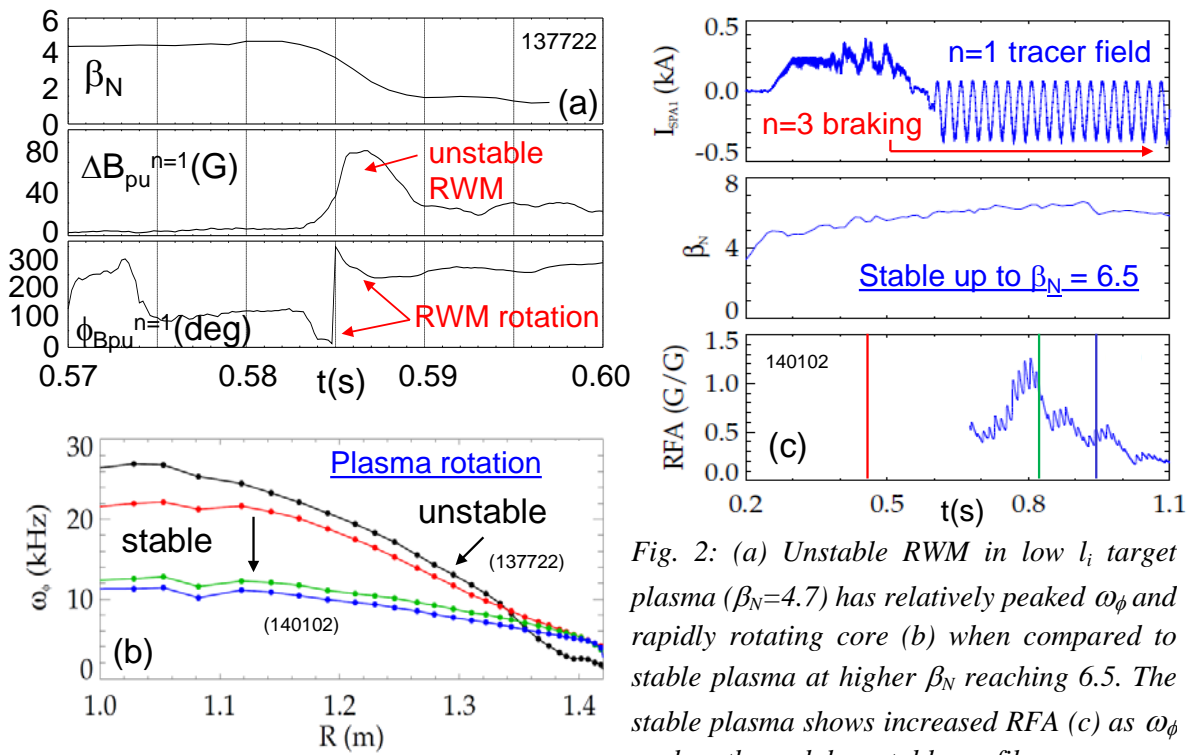 6
4
2
0
β_N
137722
(a)
80
40
0
ΔB_pu^n=1(G)
unstable
RWM
300
200
100
0
ϕ_Bpu^n=1(deg)
RWM rotation
0.57 0.58 t(s) 0.59 0.60
30
20
10
0
ω_ϕ (kHz)
Plasma rotation
unstable
(137722)
stable
(140102)
(b)
1.0 1.1 1.2 1.3 1.4
R (m)
0.5
0.0
-0.5
I_SPA1 (kA)
n=1 tracer field
n=3 braking
8
4
0
β_N
Stable up to β_N = 6.5
1.5
1.0
0.5
0.0
RFA (G/G)
140102
(c)
0.2 0.5 t(s) 0.8 1.1
Fig. 2: (a) Unstable RWM in low l_i target
plasma (β_N=4.7) has relatively peaked ω_ϕ and
rapidly rotating core (b) when compared to
stable plasma at higher β_N reaching 6.5. The
stable plasma shows increased RFA (c) as ω_ϕ